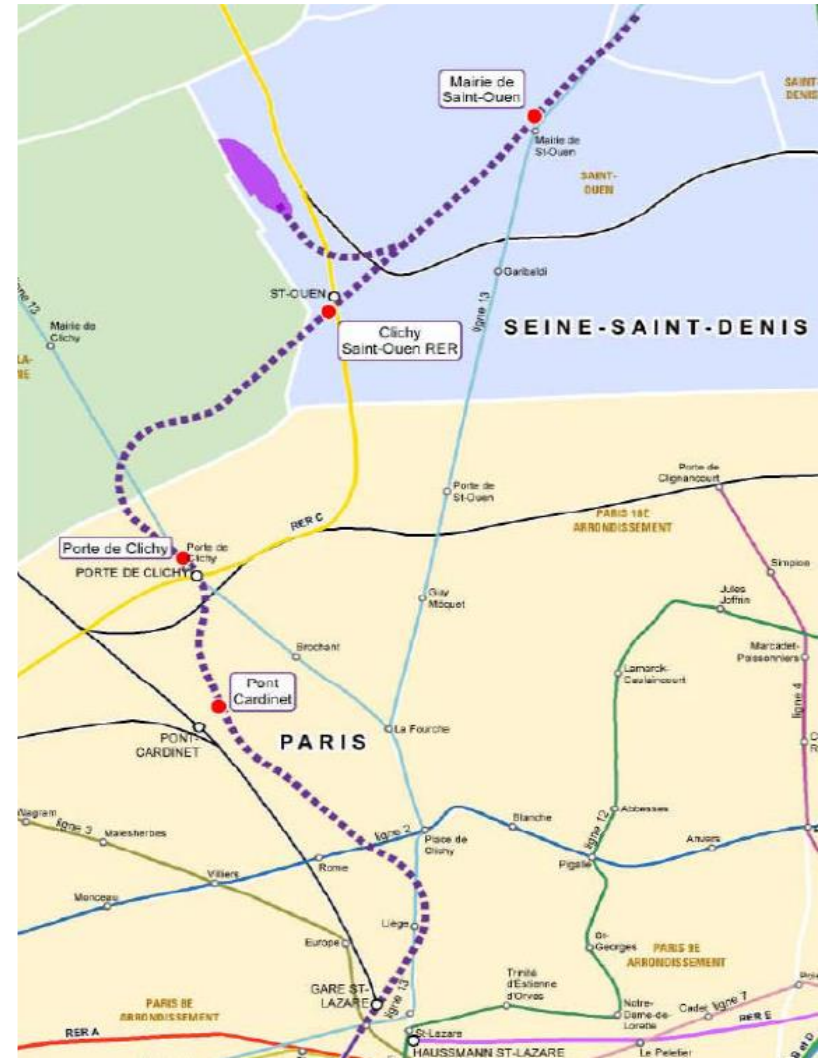 Mairie de
Saint-Ouen
SAINT-
DENIS
Mairie de
St-Ouen
SAINT-
OUEN
ligne 13
Garibaldi
ST-OUEN
ligne 13
Clichy
Saint-Ouen RER
SEINE-SAINT-DENIS
Mairie de
Clichy
LA-
Porte de
Clignancourt
Porte de
St-Ouen
PARIS 18E
ARRONDISSEMENT
RER C
Porte de Clichy
Porte de
Clichy
PORTE DE CLICHY
Simplon
Guy
Môquet
Jules
Joffrin
Brochant
Marcadet-
Poissonniers
Lamarck-
Caulaincourt
Pont
Cardinet
ligne 4
PONT-
CARDINET
La Fourche
PARIS
Wagram
ligne 3
Malesherbes
ligne 2
Place de
Clichy
Blanche
ligne 12
Abbesses
Anvers
Rome
Pigalle
Villiers
Monceau
Liège
Europe
St-
Georges
PARIS 9E
ARRONDISSEMENT
Trinité
d'Estienne
d'Orves
GARE ST-
LAZARE
ligne 13
PARIS 8E
ARRONDISSEMENT
Notre-
Dame-de-
Lorette
Cadet
ligne 7
RER A
St-Lazare
RER E
HAUSSMANN ST-LAZARE
Le Peletier